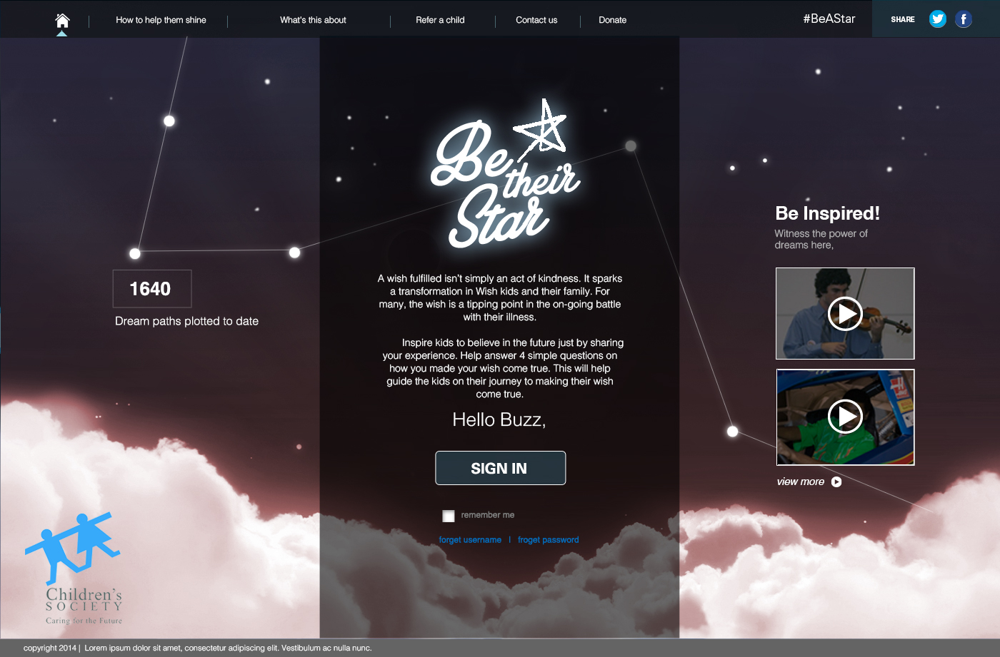 How to help them shine
What's this about
Refer a child
Contact us
Donate
#BeAStar
SHARE
Be
their
Star
1640
Dream paths plotted to date
A wish fulfilled isn't simply an act of kindness. It sparks
a transformation in Wish kids and their family. For
many, the wish is a tipping point in the on-going battle
with their illness.
Inspire kids to believe in the future just by sharing
your experience. Help answer 4 simple questions on
how you made your wish come true. This will help
guide the kids on their journey to making their wish
come true.
Hello Buzz,
SIGN IN
remember me
forget username | froget password
Be Inspired!
Witness the power of
dreams here,
view more
Children's
SOCIETY
Caring for the Future
copyright 2014 | Lorem ipsum dolor sit amet, consectetur adipiscing elit. Vestibulum ac nulla nunc.